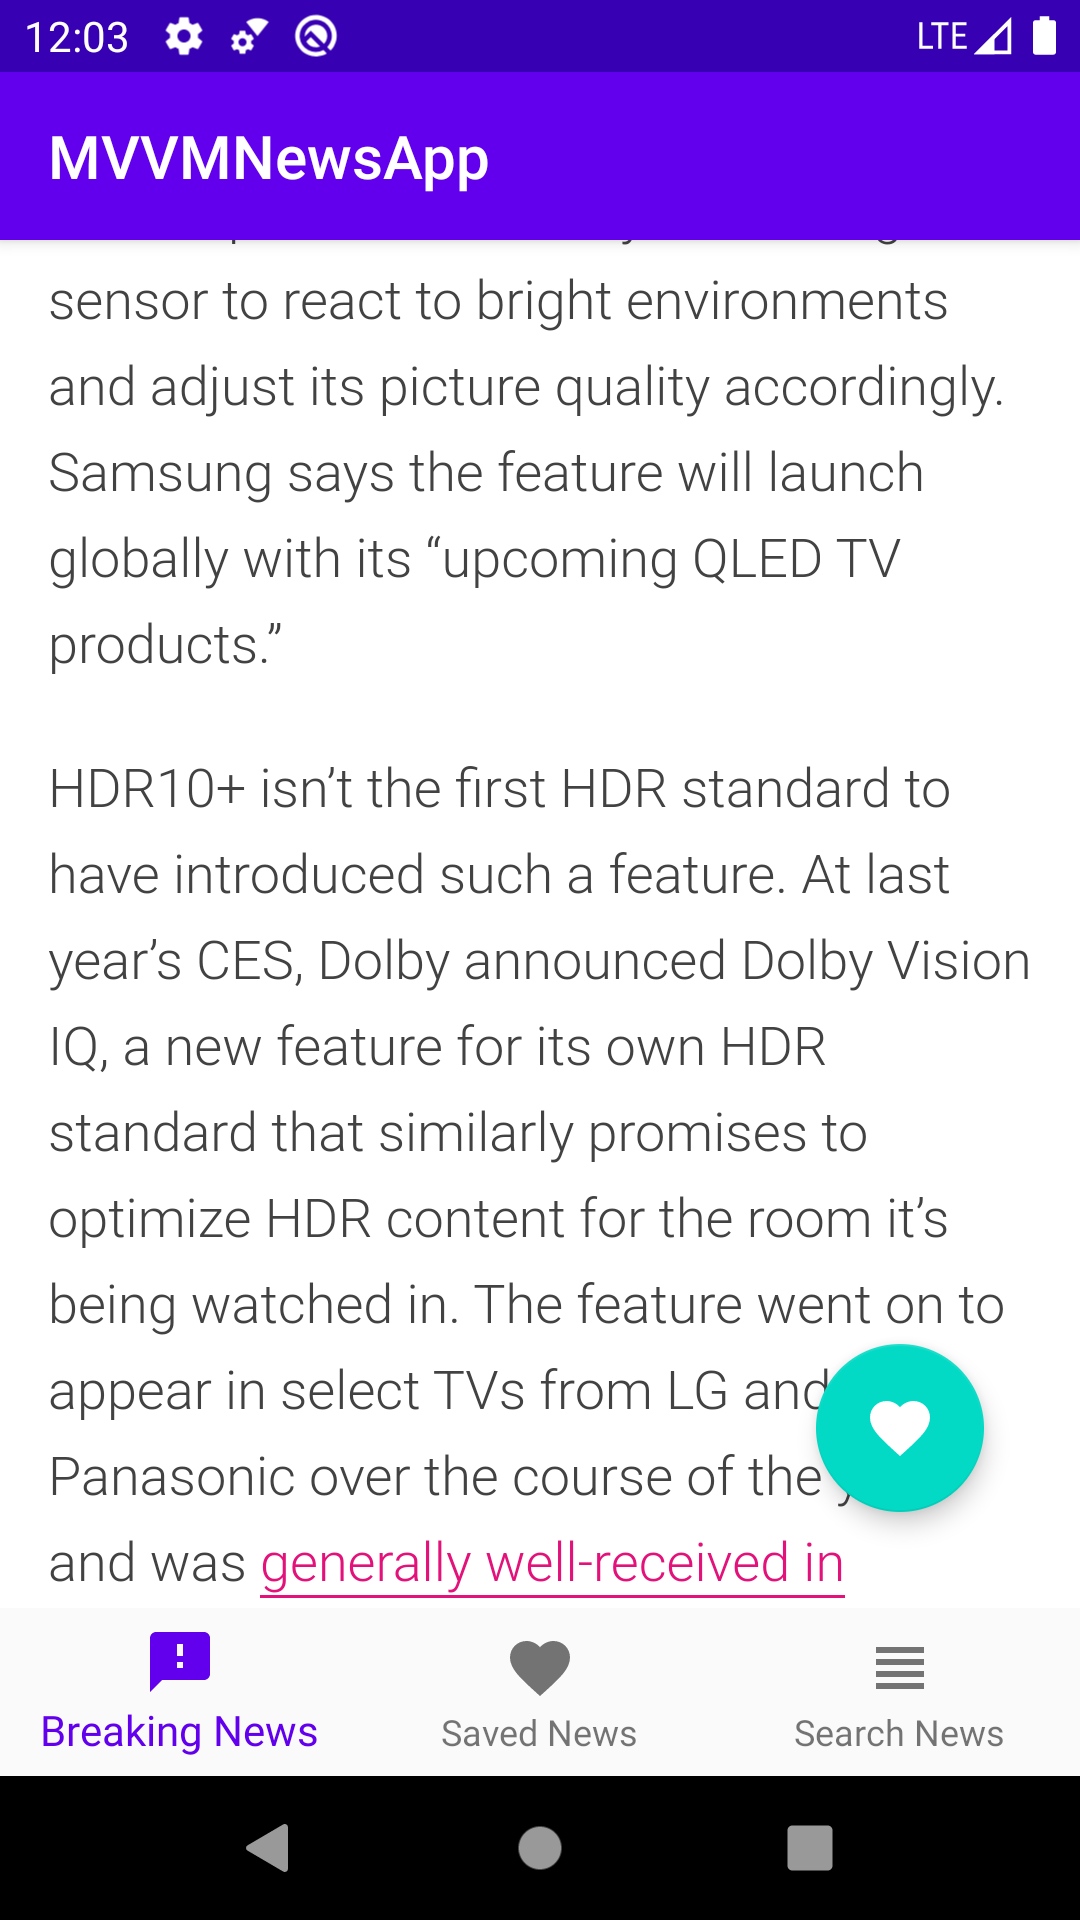 12:03
LTE
MVVMNewsApp
sensor to react to bright environments
and adjust its picture quality accordingly.
Samsung says the feature will launch
globally with its “upcoming QLED TV
products.”
HDR10+ isn’t the first HDR standard to
have introduced such a feature. At last
year’s CES, Dolby announced Dolby Vision
IQ, a new feature for its own HDR
standard that similarly promises to
optimize HDR content for the room it’s
being watched in. The feature went on to
appear in select TVs from LG and
Panasonic over the course of the
and was generally well-received in
Breaking News
Saved News
Search News